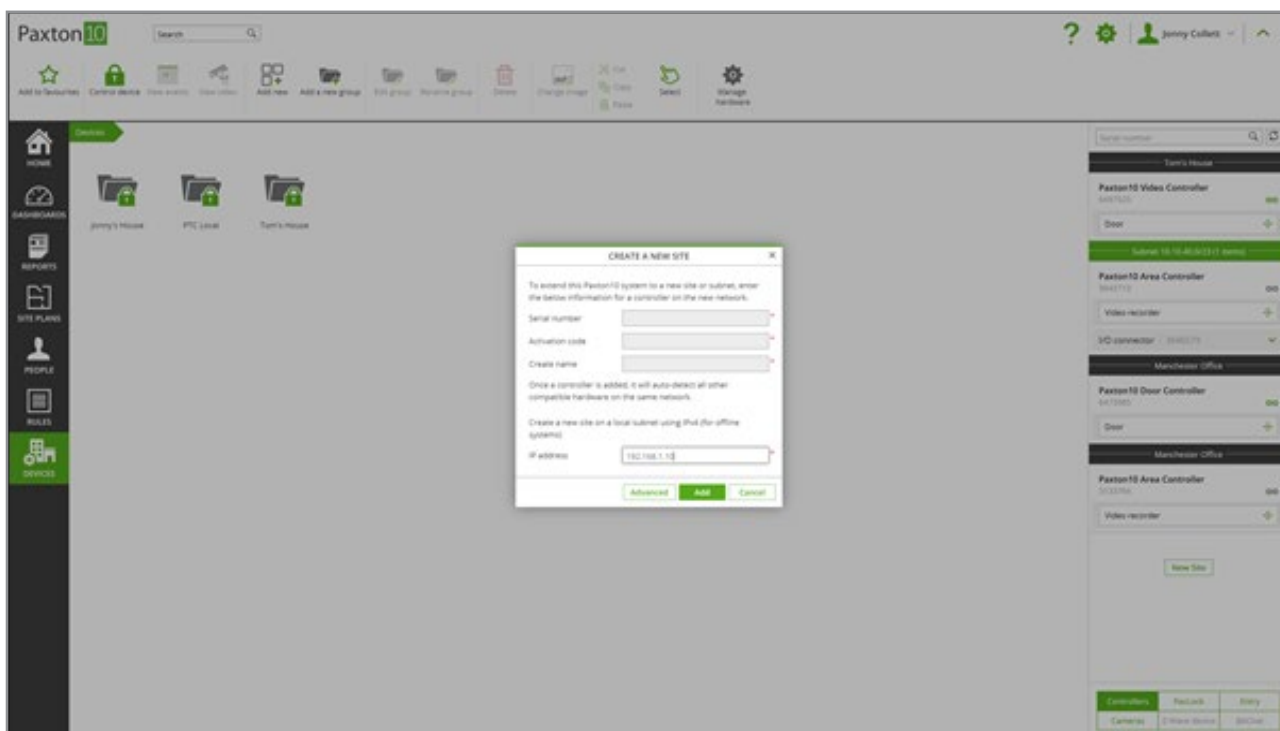 Paxton10
Search
Jonny Collett
Add to favourites
Control device
View events
View video
Add new
Add a new group
Edit group
Rename group
Delete
Change image
Cut
Copy
Paste
Select
Manage
hardware
HOME
DASHBOARDS
REPORTS
SITE PLANS
PEOPLE
RULES
DEVICES
Devices
Jonny's House
PTC Local
Tom's House
CREATE A NEW SITE
To extend this Paxton10 system to a new site or subnet, enter
the below information for a controller on the new network.
Serial number
Activation code
Create name
Once a controller is added, it will auto-detect all other
compatible hardware on the same network.
Create a new site on a local subnet using IPv4 (for offline
systems)
IP address
192.168.1.10
Advanced
Add
Cancel
Serial number
Tom's House
Paxton10 Video Controller
Door
Paxton10 Area Controller
Video recorder
I/O connector
Manchester Office
Paxton10 Door Controller
Door
Manchester Office
Paxton10 Area Controller
Video recorder
New Site
Controllers
PaxLock
Entry
Cameras
Z-Wave device